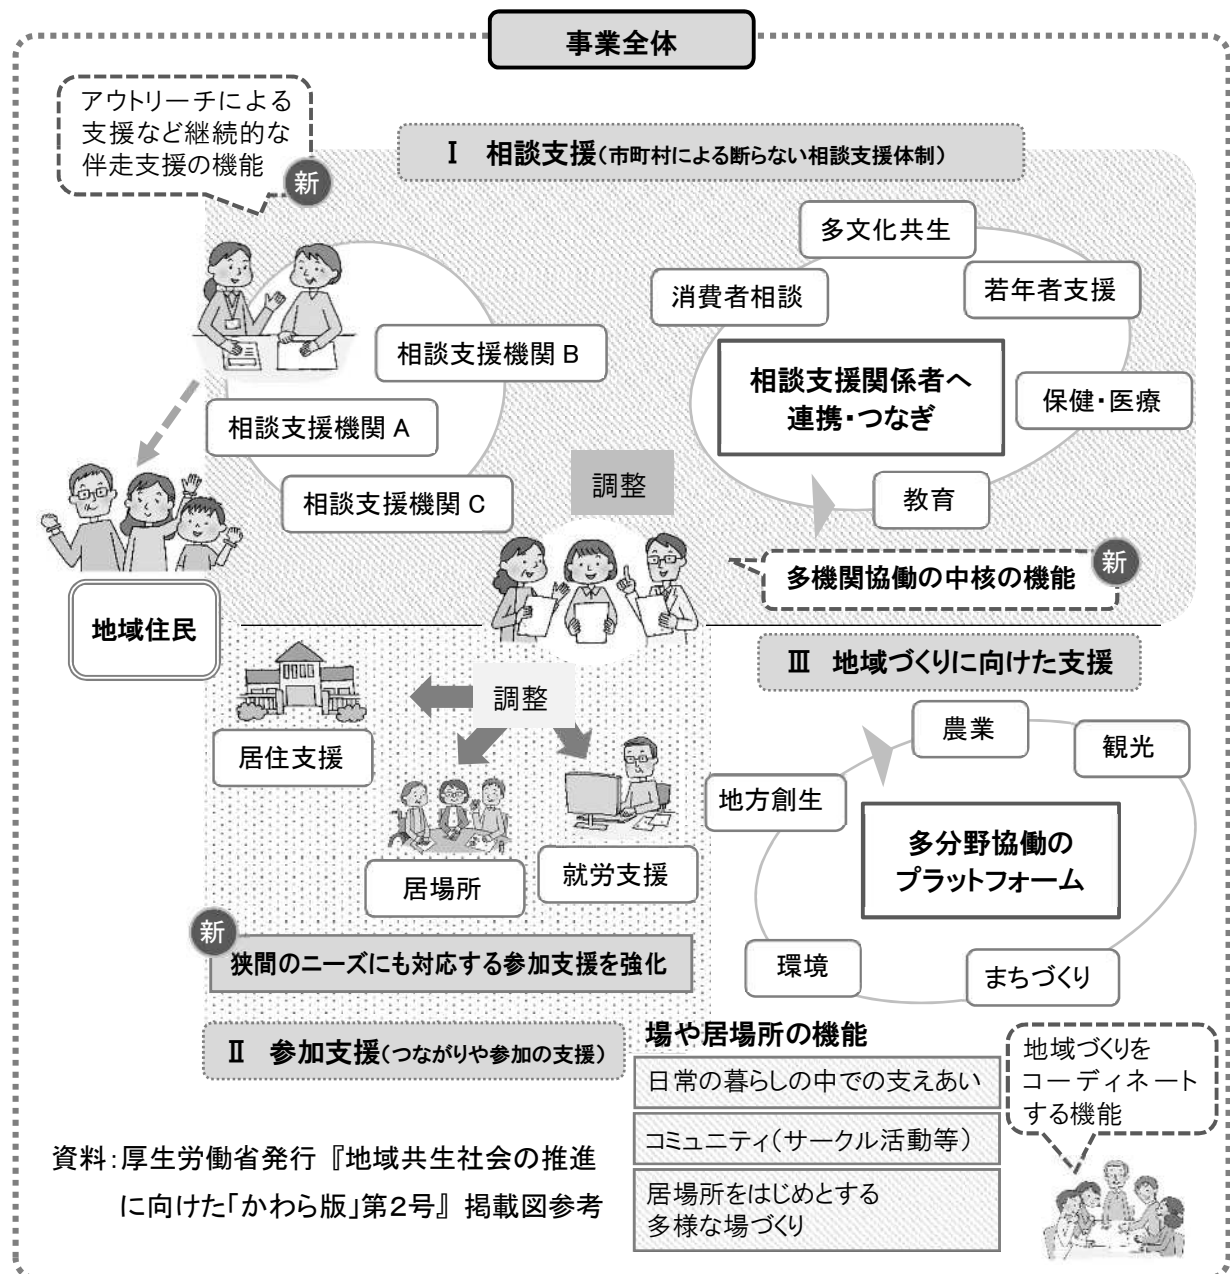 事業全体
アウトリーチによる
支援など継続的な
伴走支援の機能
新
Ⅰ 相談支援(市町村による断らない相談支援体制)
多文化共生
消費者相談
若年者支援
相談支援機関 B
相談支援関係者へ
連携・つなぎ
保健・医療
相談支援機関 A
相談支援機関 C
調整
教育
多機関協働の中核の機能
新
地域住民
Ⅲ 地域づくりに向けた支援
調整
居住支援
農業
観光
地方創生
多分野協働の
プラットフォーム
居場所
就労支援
新
狭間のニーズにも対応する参加支援を強化
環境
まちづくり
Ⅱ 参加支援(つながりや参加の支援)
場や居場所の機能
日常の暮らしの中での支えあい
コミュニティ(サークル活動等)
居場所をはじめとする
多様な場づくり
地域づくりを
コーディネート
する機能
資料:厚生労働省発行『地域共生社会の推進
に向けた「かわら版」第2号』掲載図参考